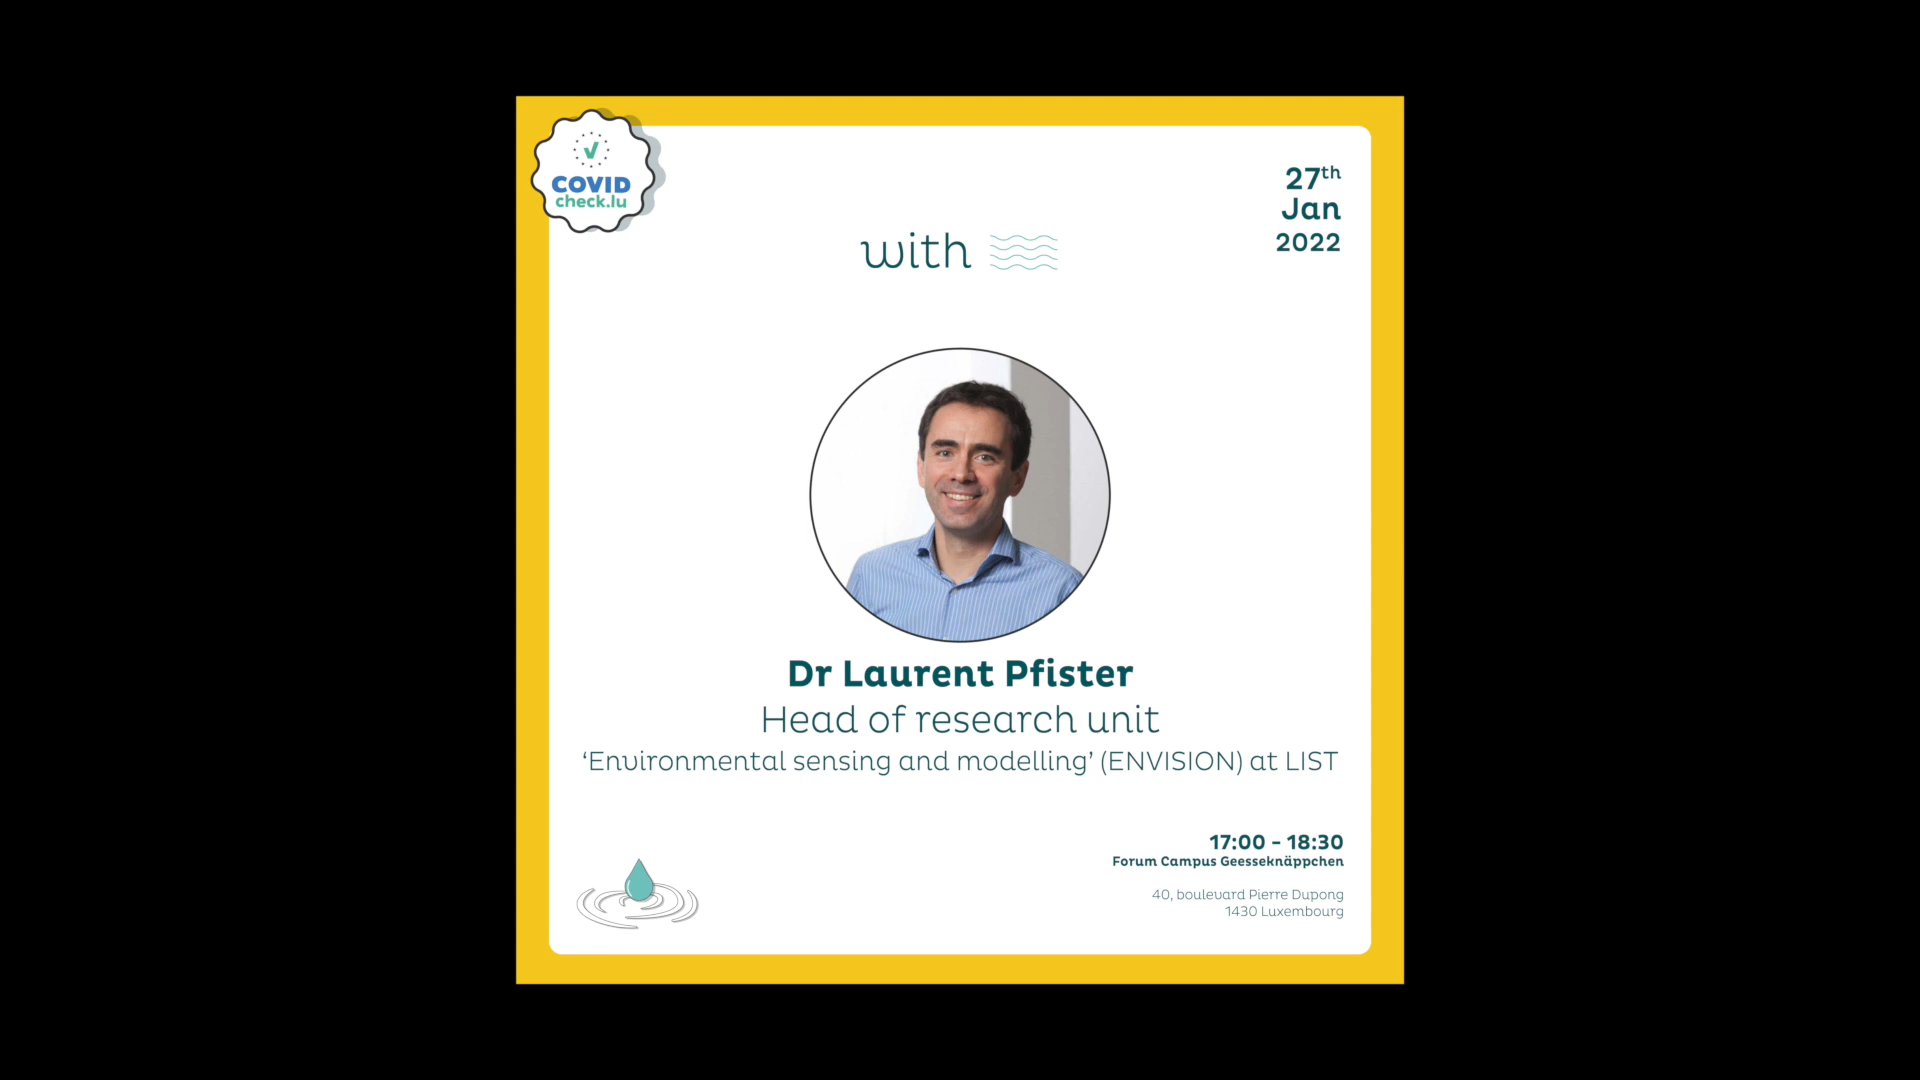 COVID
check.lu
27th
Jan
2022
with
Dr Laurent Pfister
Head of research unit
‘Environmental sensing and modelling’ (ENVISION) at LIST
17:00 - 18:30
Forum Campus Geesseknäppchen
40, boulevard Pierre Dupong
1430 Luxembourg